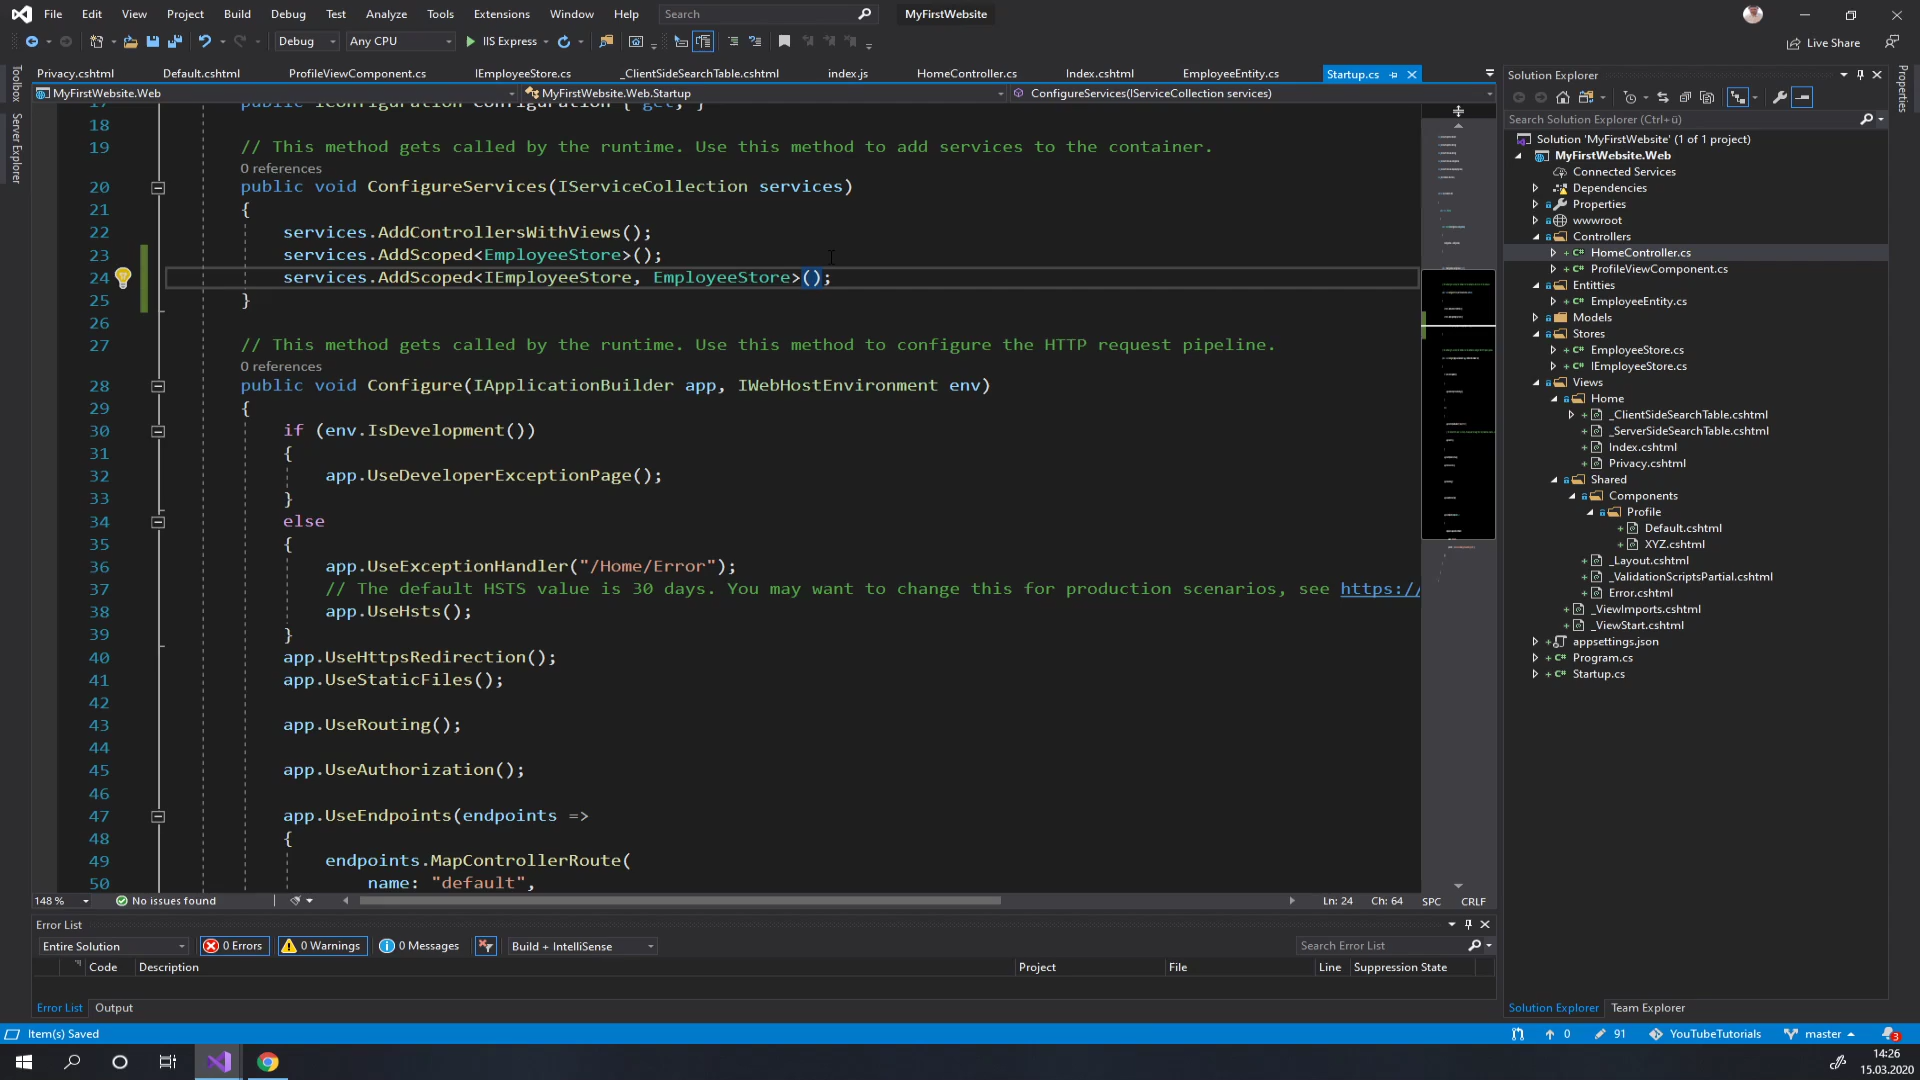 File Edit View Project Build Debug Test Analyze Tools Extensions Window Help Search MyFirstWebsite
Debug Any CPU IIS Express Live Share
Privacy.cshtml Default.cshtml ProfileViewComponent.cs IEmployeeStore.cs _ClientSideSearchTable.cshtml index.js HomeController.cs Index.cshtml EmployeeEntity.cs Startup.cs
MyFirstWebsite.Web MyFirstWebsite.Web.Startup ConfigureServices(IServiceCollection services)
17 public IConfiguration Configuration { get; }
18
19 // This method gets called by the runtime. Use this method to add services to the container.
0 references
20 public void ConfigureServices(IServiceCollection services)
21 {
22 services.AddControllersWithViews();
23 services.AddScoped<EmployeeStore>();
24 services.AddScoped<IEmployeeStore, EmployeeStore>();
25 }
26
27 // This method gets called by the runtime. Use this method to configure the HTTP request pipeline.
0 references
28 public void Configure(IApplicationBuilder app, IWebHostEnvironment env)
29 {
30 if (env.IsDevelopment())
31 {
32 app.UseDeveloperExceptionPage();
33 }
34 else
35 {
36 app.UseExceptionHandler("/Home/Error");
37 // The default HSTS value is 30 days. You may want to change this for production scenarios, see https://
38 app.UseHsts();
39 }
40 app.UseHttpsRedirection();
41 app.UseStaticFiles();
42
43 app.UseRouting();
44
45 app.UseAuthorization();
46
47 app.UseEndpoints(endpoints =>
48 {
49 endpoints.MapControllerRoute(
50 name: "default",
148 % No issues found Ln: 24 Ch: 64 SPC CRLF
Error List
Entire Solution 0 Errors 0 Warnings 0 Messages Build + IntelliSense Search Error List
Code Description Project File Line Suppression State
Error List Output
Toolbox
Server Explorer
Properties
Solution Explorer
Search Solution Explorer (Ctrl+ü)
Solution 'MyFirstWebsite' (1 of 1 project)
MyFirstWebsite.Web
Connected Services
Dependencies
Properties
wwwroot
Controllers
HomeController.cs
ProfileViewComponent.cs
Entitties
EmployeeEntity.cs
Models
Stores
EmployeeStore.cs
IEmployeeStore.cs
Views
Home
_ClientSideSearchTable.cshtml
_ServerSideSearchTable.cshtml
Index.cshtml
Privacy.cshtml
Shared
Components
Profile
Default.cshtml
XYZ.cshtml
_Layout.cshtml
_ValidationScriptsPartial.cshtml
Error.cshtml
_ViewImports.cshtml
_ViewStart.cshtml
appsettings.json
Program.cs
Startup.cs
Solution Explorer Team Explorer
Item(s) Saved 0 91 YouTubeTutorials master 3
14:26
15.03.2020